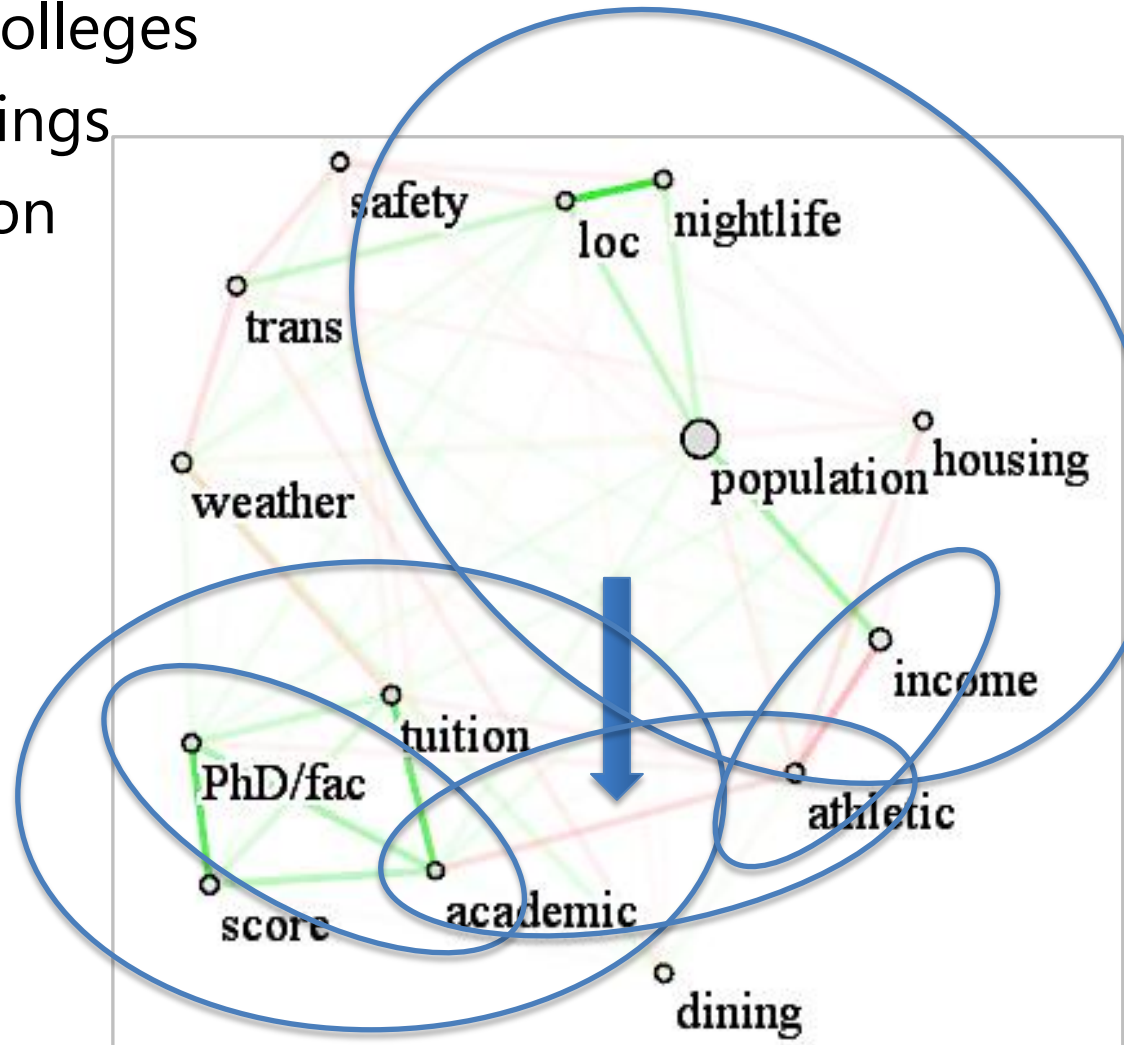 olleges
ings
on
safety
nightlife
loc
trans
housing
population
weather
income
tuition
PhD/fac
athletic
academic
score
dining